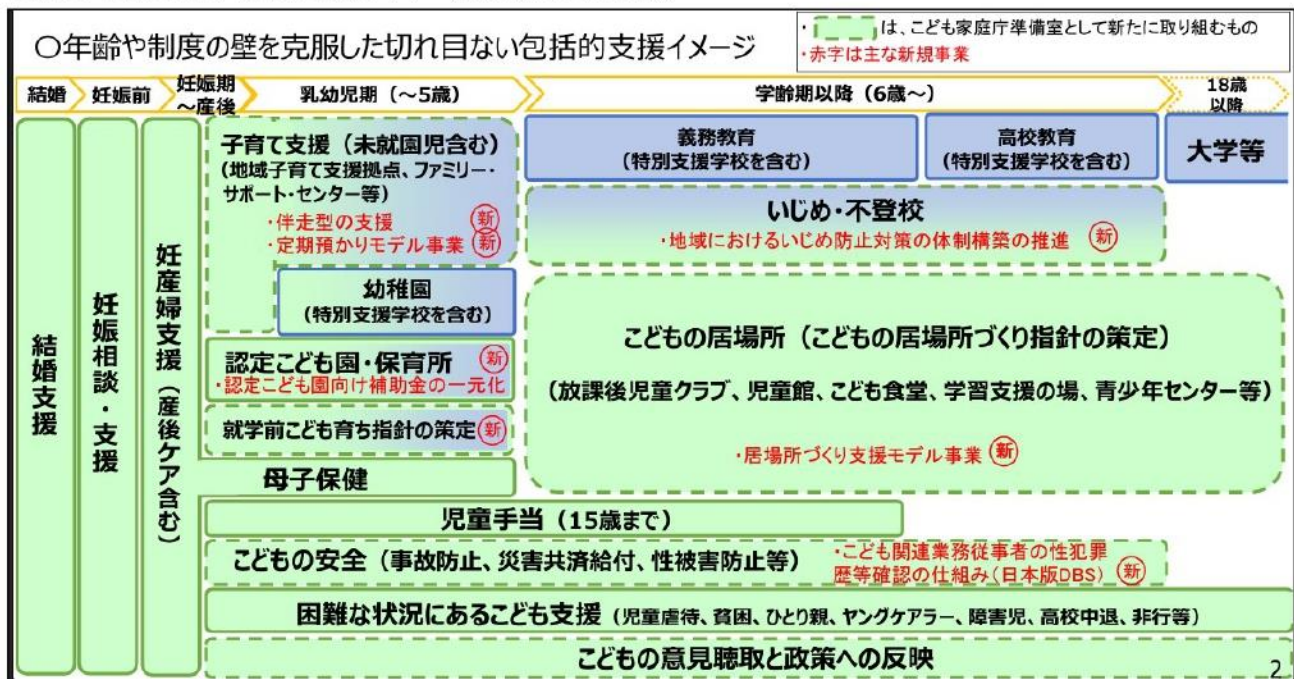 〇年齢や制度の壁を克服した切れ目ない包括的支援イメージ
・は、こども家庭庁準備室として新たに取り組むもの
・赤字は主な新規事業
結婚
妊娠前
妊娠期
～産後
乳幼児期（～5歳）
学齢期以降（6歳～）
18歳
以降
結婚支援
妊娠相談・支援
妊産婦支援（産後ケア含む）
子育て支援（未就園児含む）
（地域子育て支援拠点、ファミリー・
サポート・センター等）
・伴走型の支援 新
・定期預かりモデル事業 新
幼稚園
（特別支援学校を含む）
認定こども園・保育所 新
・認定こども園向け補助金の一元化
就学前こども育ち指針の策定 新
母子保健
義務教育
（特別支援学校を含む）
高校教育
（特別支援学校を含む）
大学等
いじめ・不登校
・地域におけるいじめ防止対策の体制構築の推進 新
こどもの居場所（こどもの居場所づくり指針の策定）
（放課後児童クラブ、児童館、こども食堂、学習支援の場、青少年センター等）
・居場所づくり支援モデル事業 新
児童手当（15歳まで）
こどもの安全（事故防止、災害共済給付、性被害防止等）
・こども関連業務従事者の性犯罪
歴等確認の仕組み（日本版DBS） 新
困難な状況にあるこども支援（児童虐待、貧困、ひとり親、ヤングケアラー、障害児、高校中退、非行等）
こどもの意見聴取と政策への反映
2